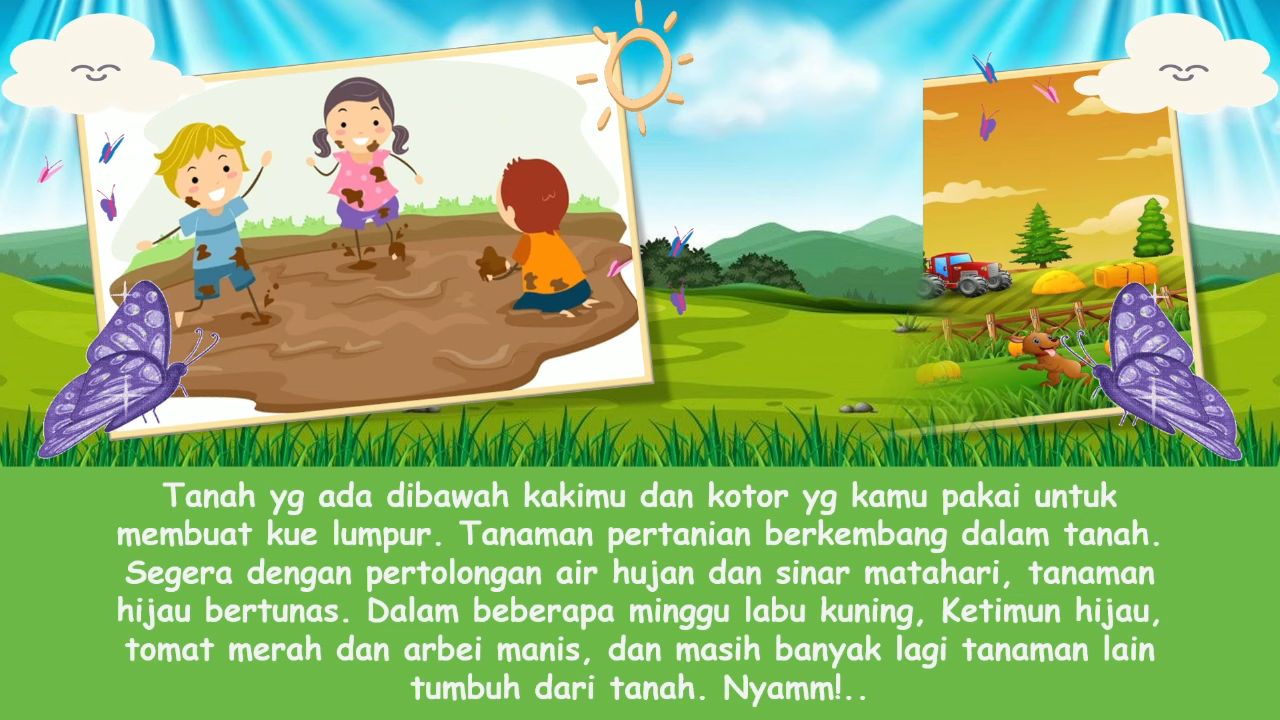 Tanah yg ada dibawah kakimu dan kotor yg kamu pakai untuk
membuat kue lumpur. Tanaman pertanian berkembang dalam tanah.
Segera dengan pertolongan air hujan dan sinar matahari, tanaman
hijau bertunas. Dalam beberapa minggu labu kuning, Ketimun hijau,
tomat merah dan arbei manis, dan masih banyak lagi tanaman lain
tumbuh dari tanah. Nyamm!..